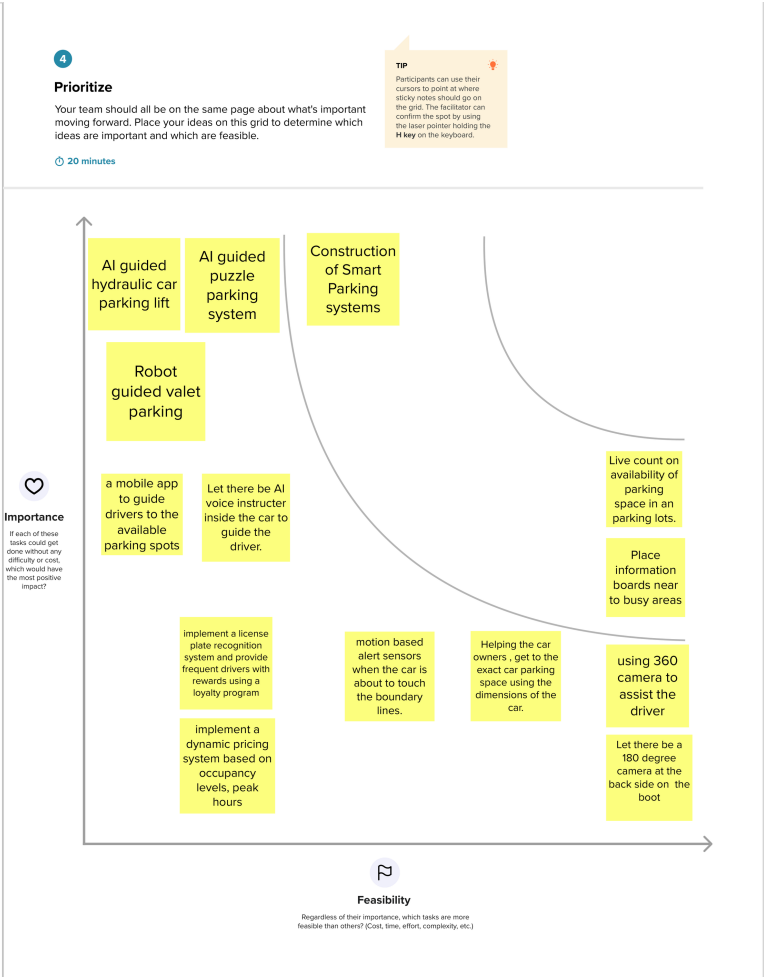 4
Prioritize
Your team should all be on the same page about what's important
moving forward. Place your ideas on this grid to determine which
ideas are important and which are feasible.
20 minutes
TIP
Participants can use their
cursors to point at where
sticky notes should go on
the grid. The facilitator can
confirm the spot by using
the laser pointer holding the
H key on the keyboard.
AI guided
hydraulic car
parking lift
AI guided
puzzle
parking
system
Construction
of Smart
Parking
systems
Robot
guided valet
parking
a mobile app
to guide
drivers to the
available
parking spots
Let there be AI
voice instructer
inside the car to
guide the
driver.
Live count on
availability of
parking
space in an
parking lots.
Place
information
boards near
to busy areas
Importance
If each of these
tasks could get
done without any
difficulty or cost,
which would have
the most positive
impact?
implement a license
plate recognition
system and provide
frequent drivers with
rewards using a
loyalty program
motion based
alert sensors
when the car is
about to touch
the boundary
lines.
Helping the car
owners , get to the
exact car parking
space using the
dimensions of the
car.
using 360
camera to
assist the
driver
implement a
dynamic pricing
system based on
occupancy
levels, peak
hours
Let there be a
180 degree
camera at the
back side on the
boot
Feasibility
Regardless of their importance, which tasks are more
feasible than others? (Cost, time, effort, complexity, etc.)